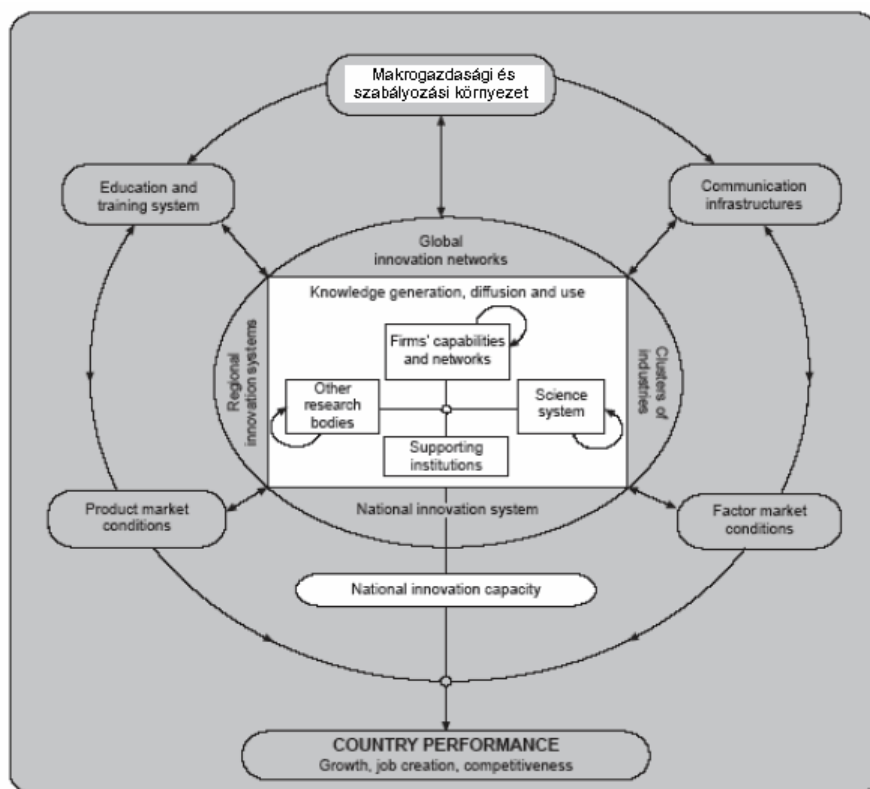 Makrogazdasági és
szabályozási környezet
Education and
training system
Communication
infrastructures
Global
innovation networks
Knowledge generation, diffusion and use
Firms' capabilities
and networks
Regional
innovation systems
Clusters of
industries
Other
research
bodies
Science
system
Supporting
institutions
Product market
conditions
National innovation system
Factor market
conditions
National innovation capacity
COUNTRY PERFORMANCE
Growth, job creation, competitiveness